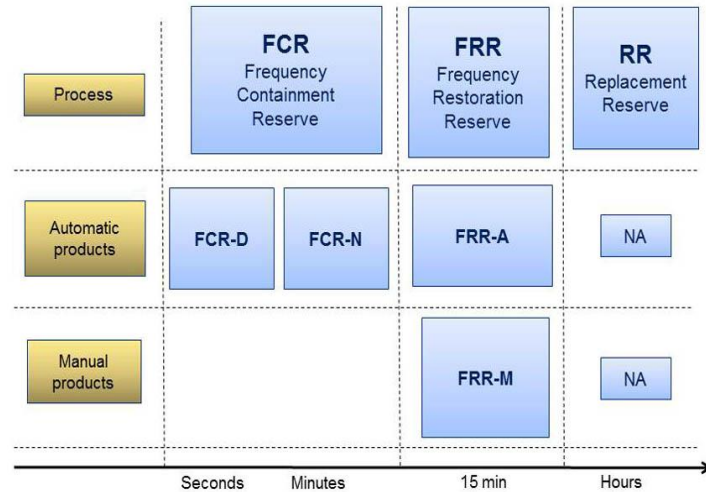 Process
FCR
Frequency
Containment
Reserve
FRR
Frequency
Restoration
Reserve
RR
Replacement
Reserve
Automatic
products
FCR-D
FCR-N
FRR-A
NA
Manual
products
FRR-M
NA
Seconds
Minutes
15 min
Hours